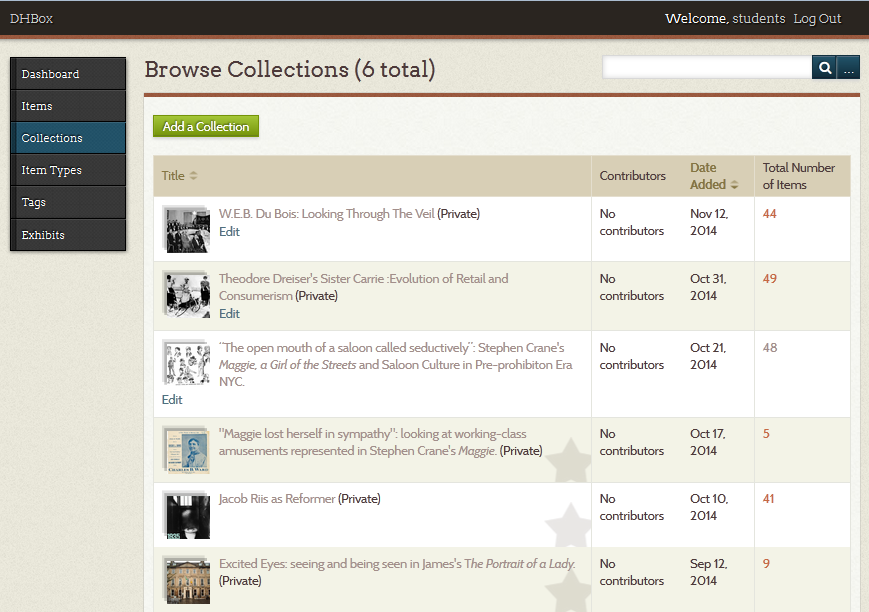 DHBox
Welcome, students Log Out
Dashboard
Items
Collections
Item Types
Tags
Exhibits
Browse Collections (6 total)
...
Add a Collection
Title
Contributors
Date
Added
Total Number
of Items
W.E.B. Du Bois: Looking Through The Veil (Private)
Edit
No
contributors
Nov 12,
2014
44
Theodore Dreiser's Sister Carrie :Evolution of Retail and
Consumerism (Private)
Edit
No
contributors
Oct 31,
2014
49
¨The open mouth of a saloon called seductively¨: Stephen Crane's
Maggie, a Girl of the Streets and Saloon Culture in Pre-prohibiton Era
NYC.
Edit
No
contributors
Oct 21,
2014
48
"Maggie lost herself in sympathy": looking at working-class
amusements represented in Stephen Crane's Maggie. (Private)
No
contributors
Oct 17,
2014
5
CHARLES B. WARD
Jacob Riis as Reformer (Private)
No
contributors
Oct 10,
2014
41
1935
Excited Eyes: seeing and being seen in James's The Portrait of a Lady.
(Private)
No
contributors
Sep 12,
2014
9